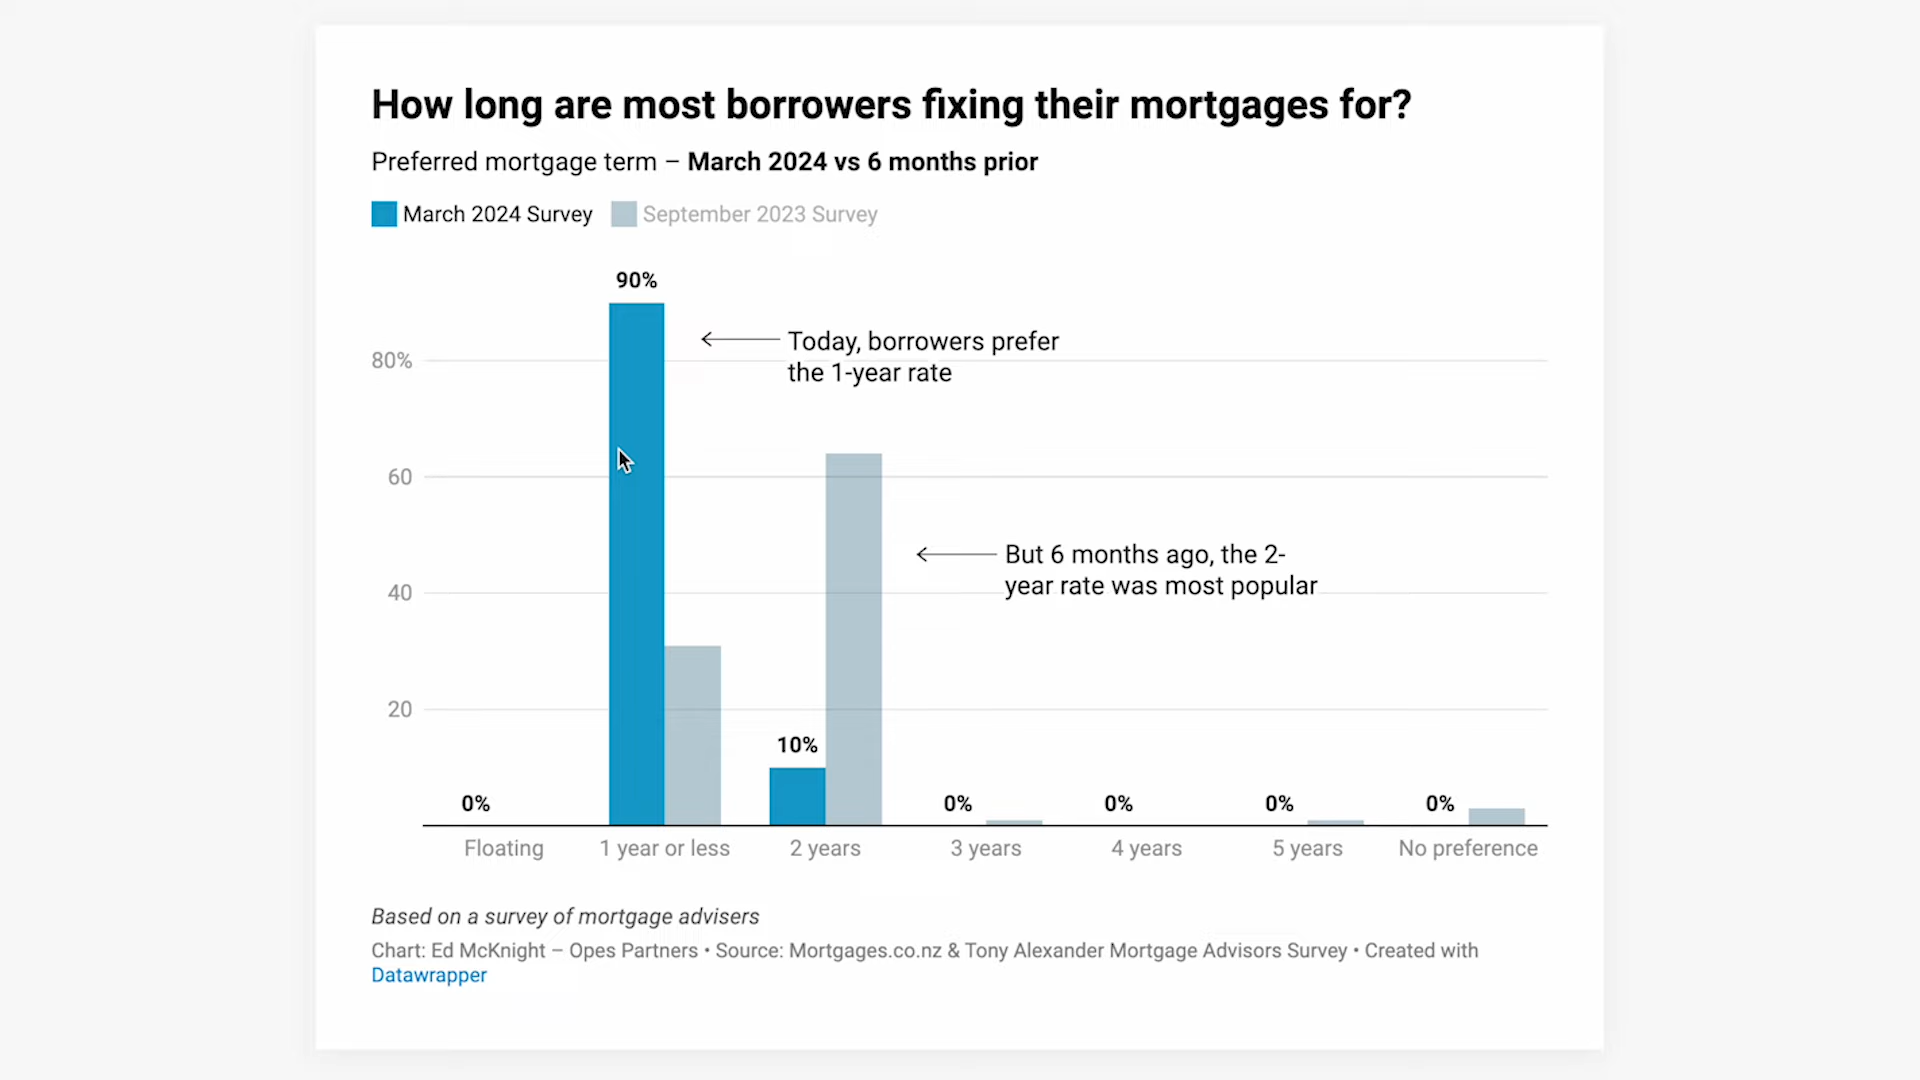 How long are most borrowers fixing their mortgages for?
Preferred mortgage term – March 2024 vs 6 months prior
March 2024 Survey September 2023 Survey
90%
Today, borrowers prefer
the 1-year rate
80%
60
But 6 months ago, the 2-
year rate was most popular
40
20
10%
0%
0%
0%
0%
0%
Floating 1 year or less 2 years 3 years 4 years 5 years No preference
Based on a survey of mortgage advisers
Chart: Ed McKnight – Opes Partners • Source: Mortgages.co.nz & Tony Alexander Mortgage Advisors Survey • Created with
Datawrapper